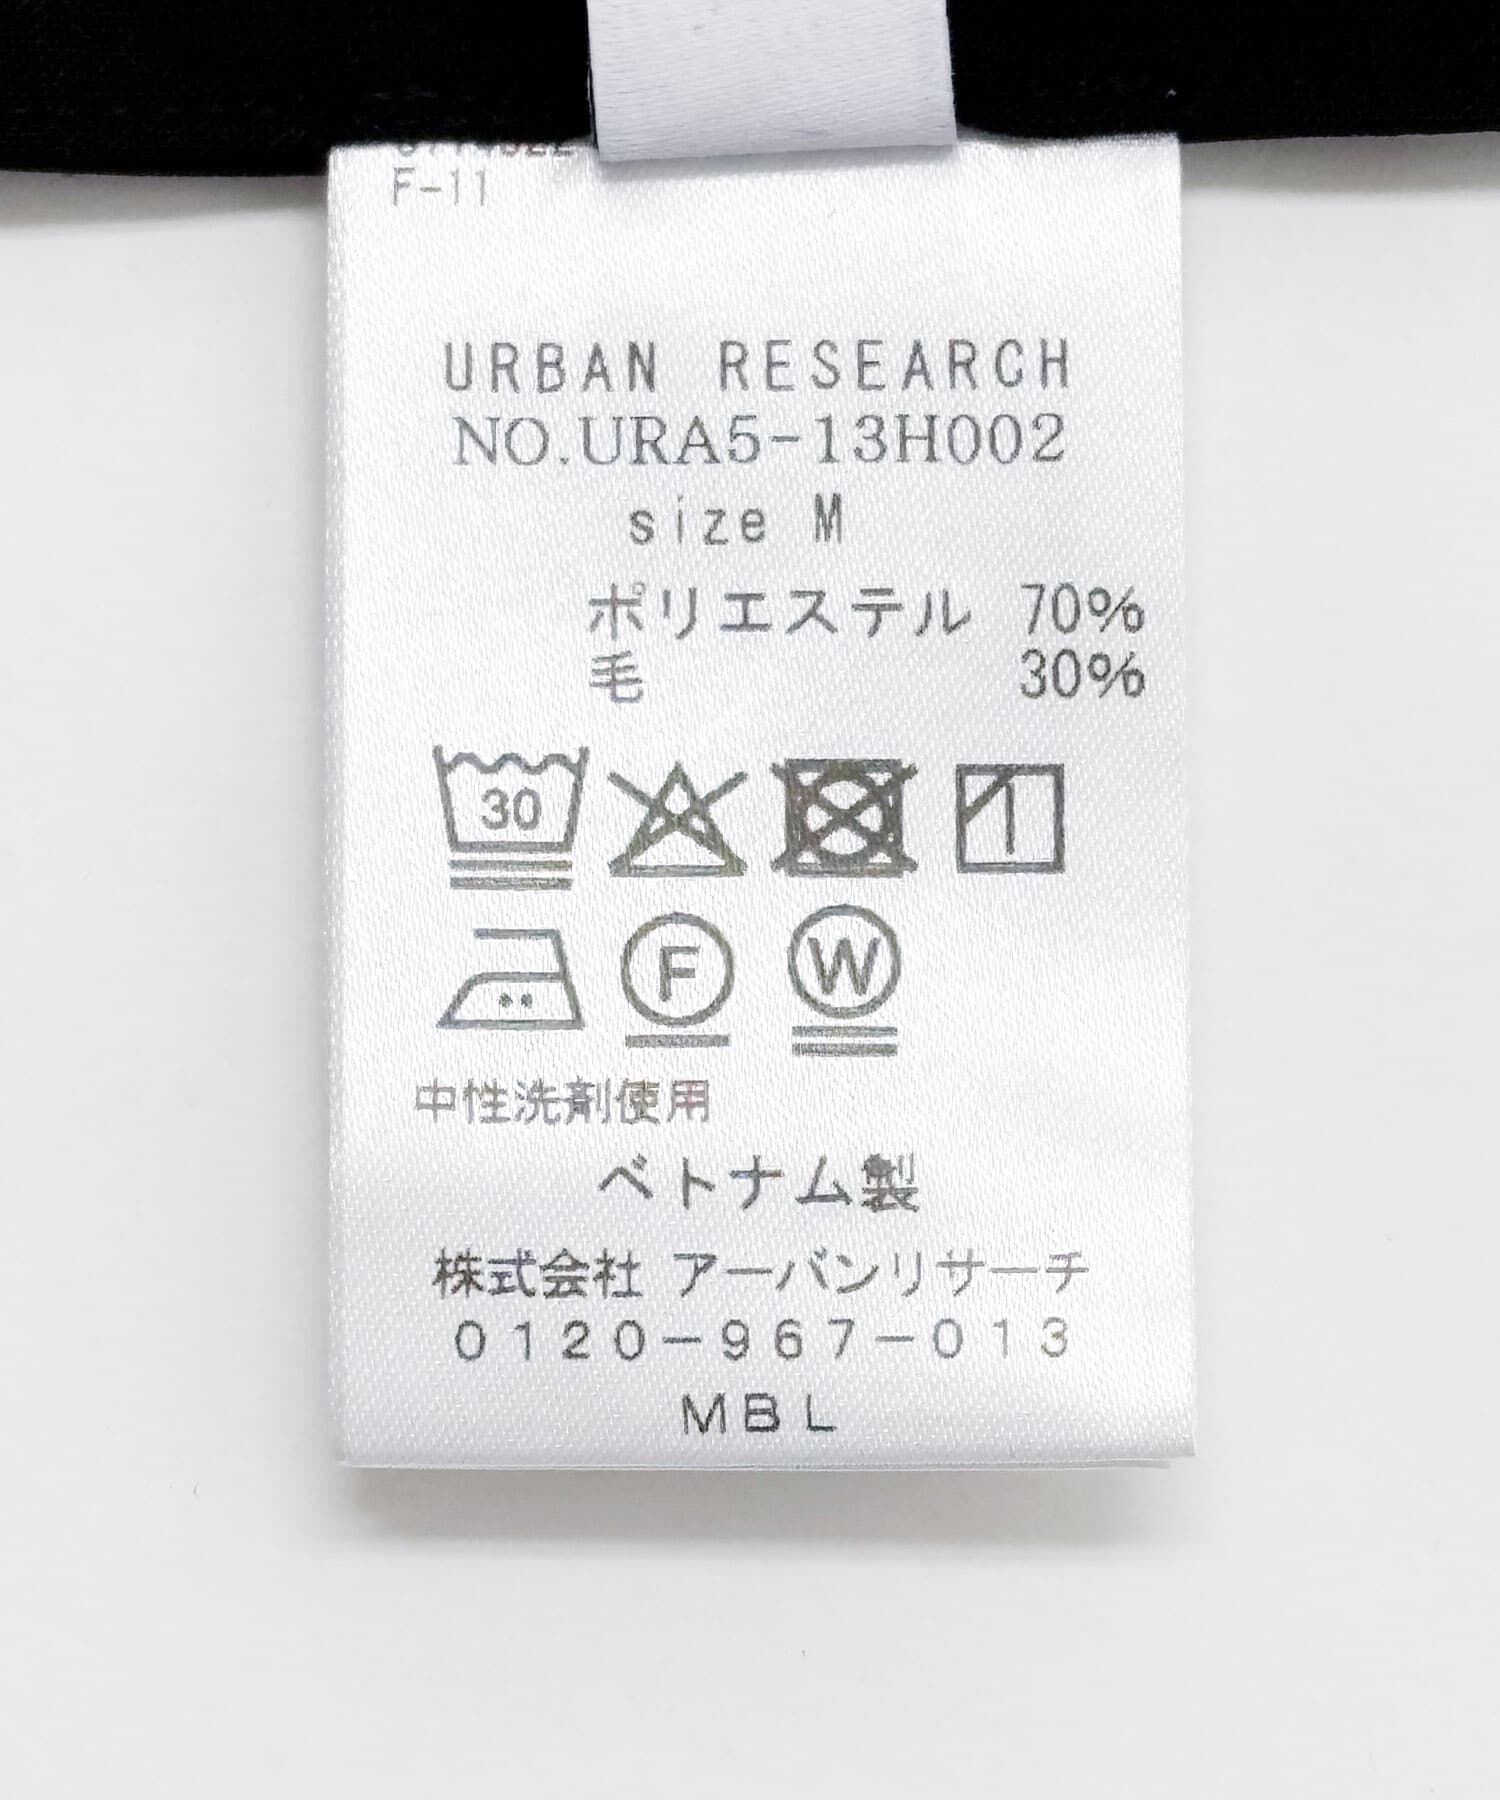 F-11
URBAN RESEARCH
NO.URA5-13H002
size M
ポリエステル 70%
毛 30%
30
F W
中性洗剤使用
ベトナム製
株式会社 アーバンリサーチ
0120-967-013
MBL